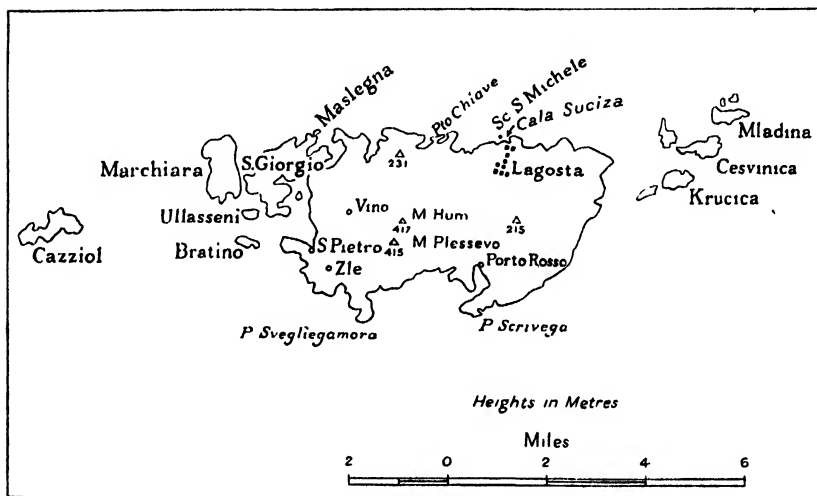 Maslegna
Pto Chiave
Sc S Michele
Cala Suciza
Mladina
Cesvinica
Krucica
Marchiara
S.Giorgio
231
Lagosta
Ullasseni
Vino
M Hum
417
215
Cazziol
Bratino
S Pietro
M Plessevo
415
Zle
Porto Rosso
P Svegliegamora
P Scrivega
Heights in Metres
Miles
2 0 2 4 6